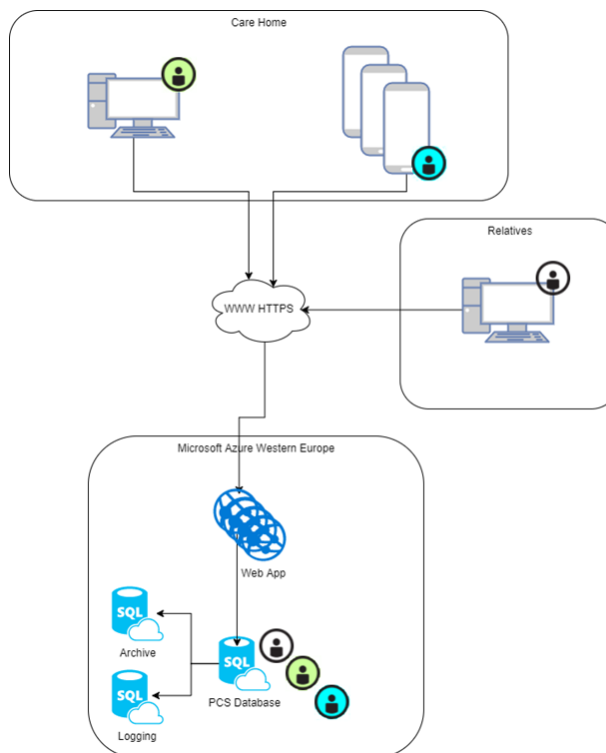 Care Home
Relatives
WWW HTTPS
Microsoft Azure Western Europe
Web App
SQL
Archive
SQL
PCS Database
SQL
Logging